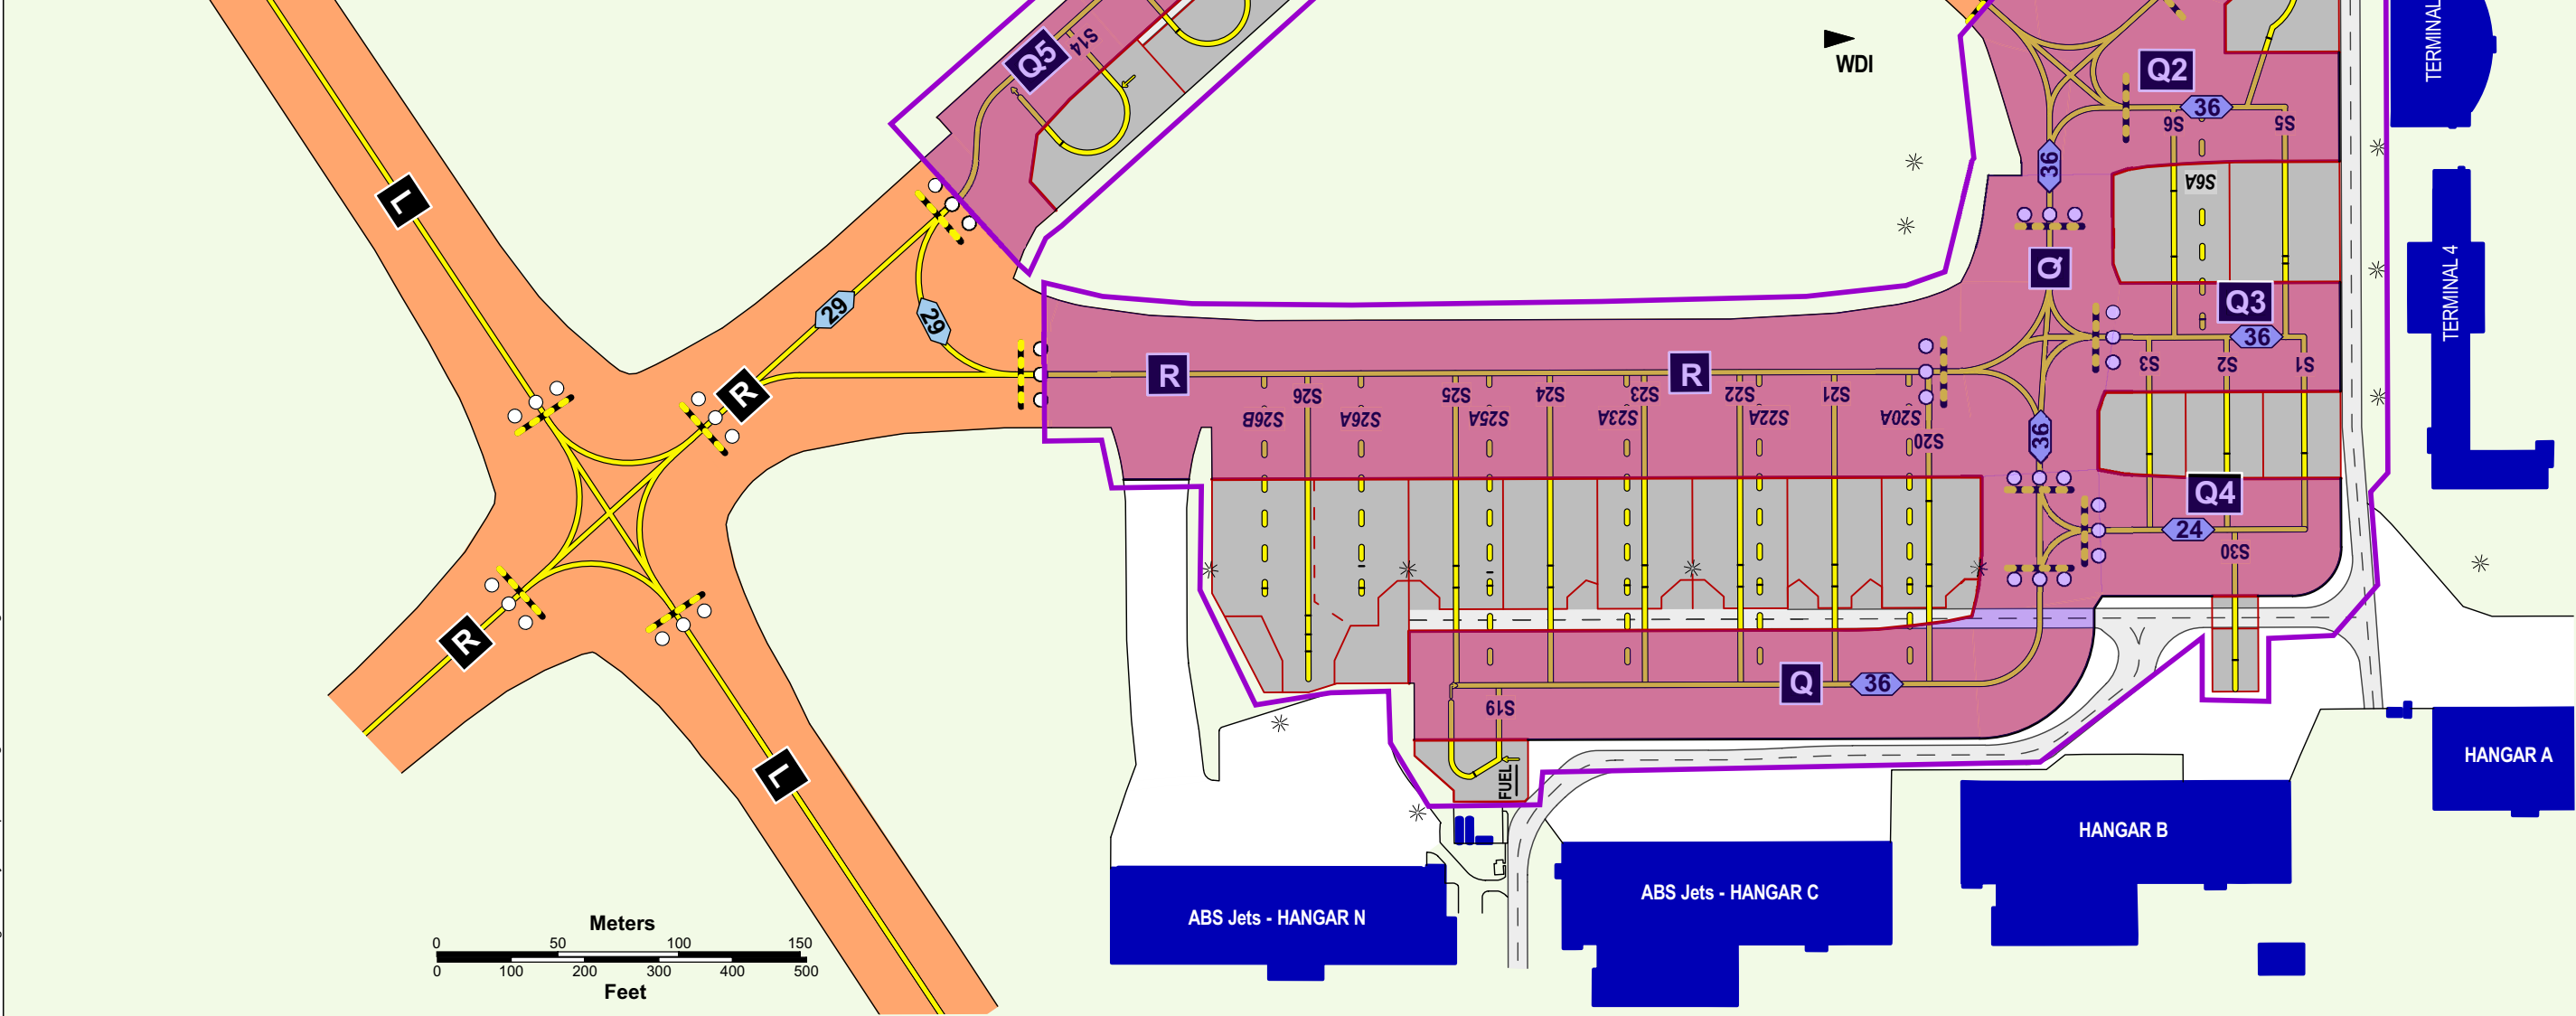 TERMINAL
Q5
S14
WDI
Q2
36
S6
S5
36
S6A
L
Q
TERMINAL 4
29
29
Q3
36
S3
S2
S1
R
R
R
S26B
S26
S26A
S25
S25A
S24
S23A
S23
S22
S22A
S21
S20A
S20
36
Q4
24
S30
R
Q
36
S19
L
FUEL
HANGAR A
HANGAR B
ABS Jets - HANGAR C
ABS Jets - HANGAR N
Meters
0 50 100 150
0 100 200 300 400 500
Feet